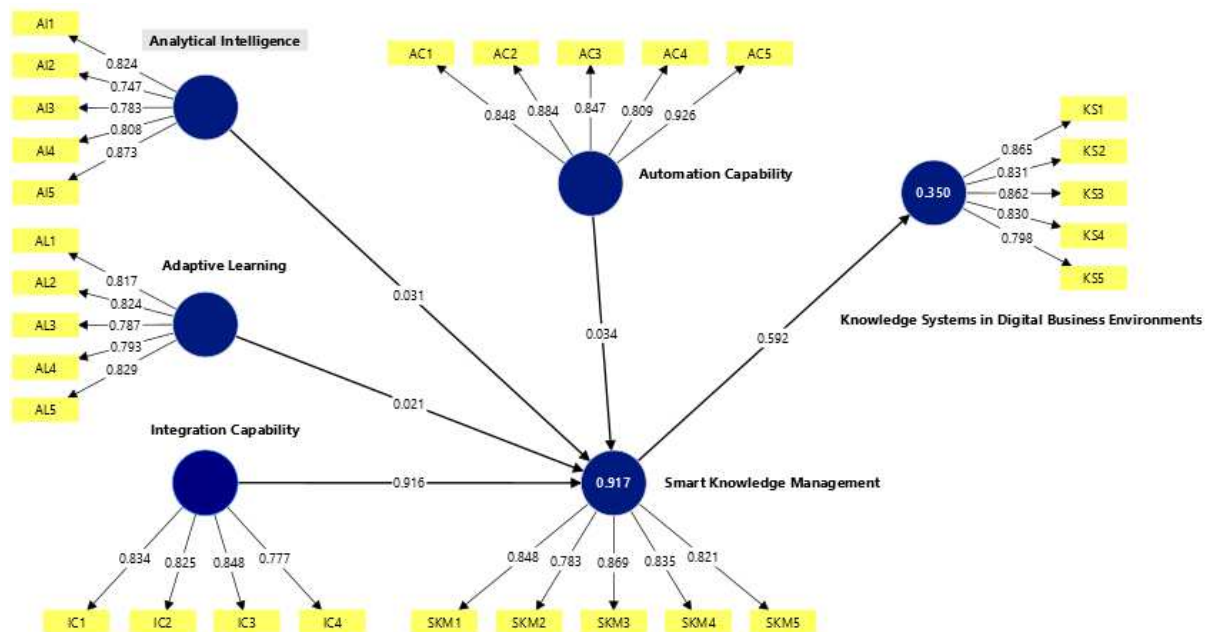 AI1
AI2
AI3
AI4
AI5
0.824
0.747
0.783
0.808
0.873
Analytical Intelligence
AC1
AC2
AC3
AC4
AC5
0.848
0.884
0.847
0.809
0.926
Automation Capability
KS1
KS2
KS3
KS4
KS5
0.865
0.831
0.862
0.830
0.798
0.350
Knowledge Systems in Digital Business Environments
AL1
AL2
AL3
AL4
AL5
0.817
0.824
0.787
0.793
0.829
Adaptive Learning
0.031
0.034
0.592
0.021
Integration Capability
0.916
0.917
Smart Knowledge Management
0.834
0.825
0.848
0.777
IC1
IC2
IC3
IC4
0.848
0.783
0.869
0.835
0.821
SKM1
SKM2
SKM3
SKM4
SKM5